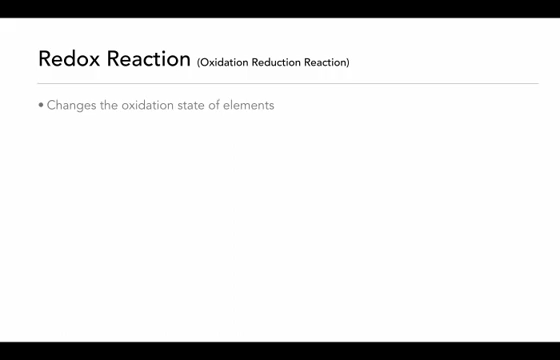 Redox Reaction (Oxidation Reduction Reaction)
• Changes the oxidation state of elements